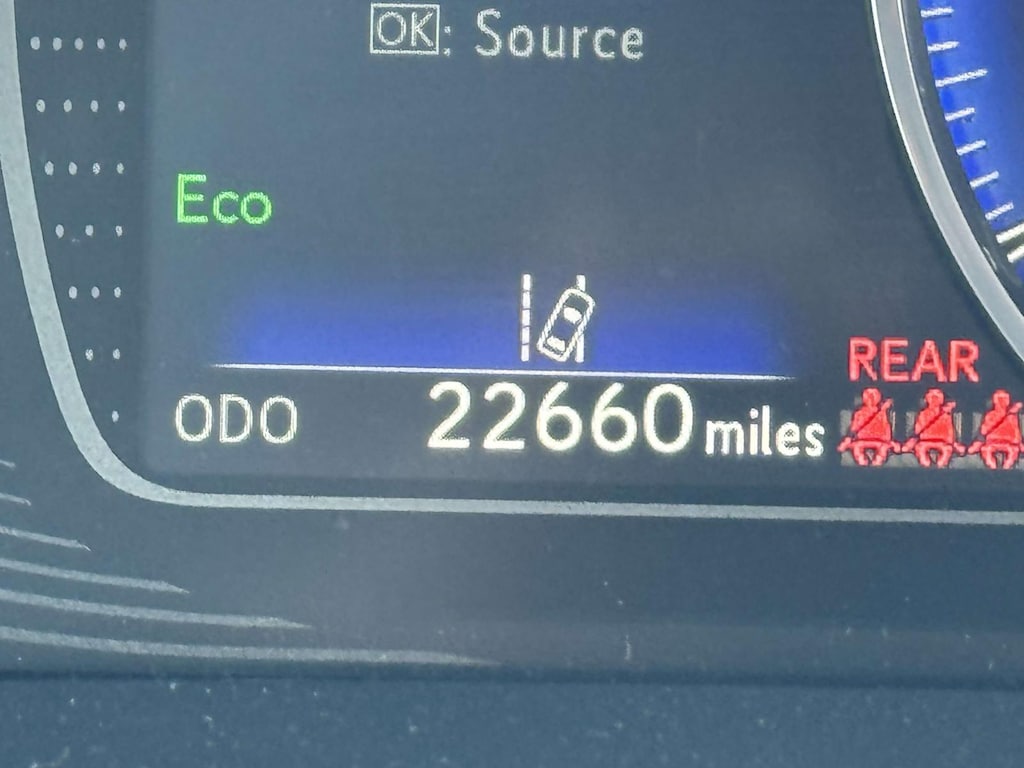 OK: Source
Eco
ODO 22660 miles
REAR